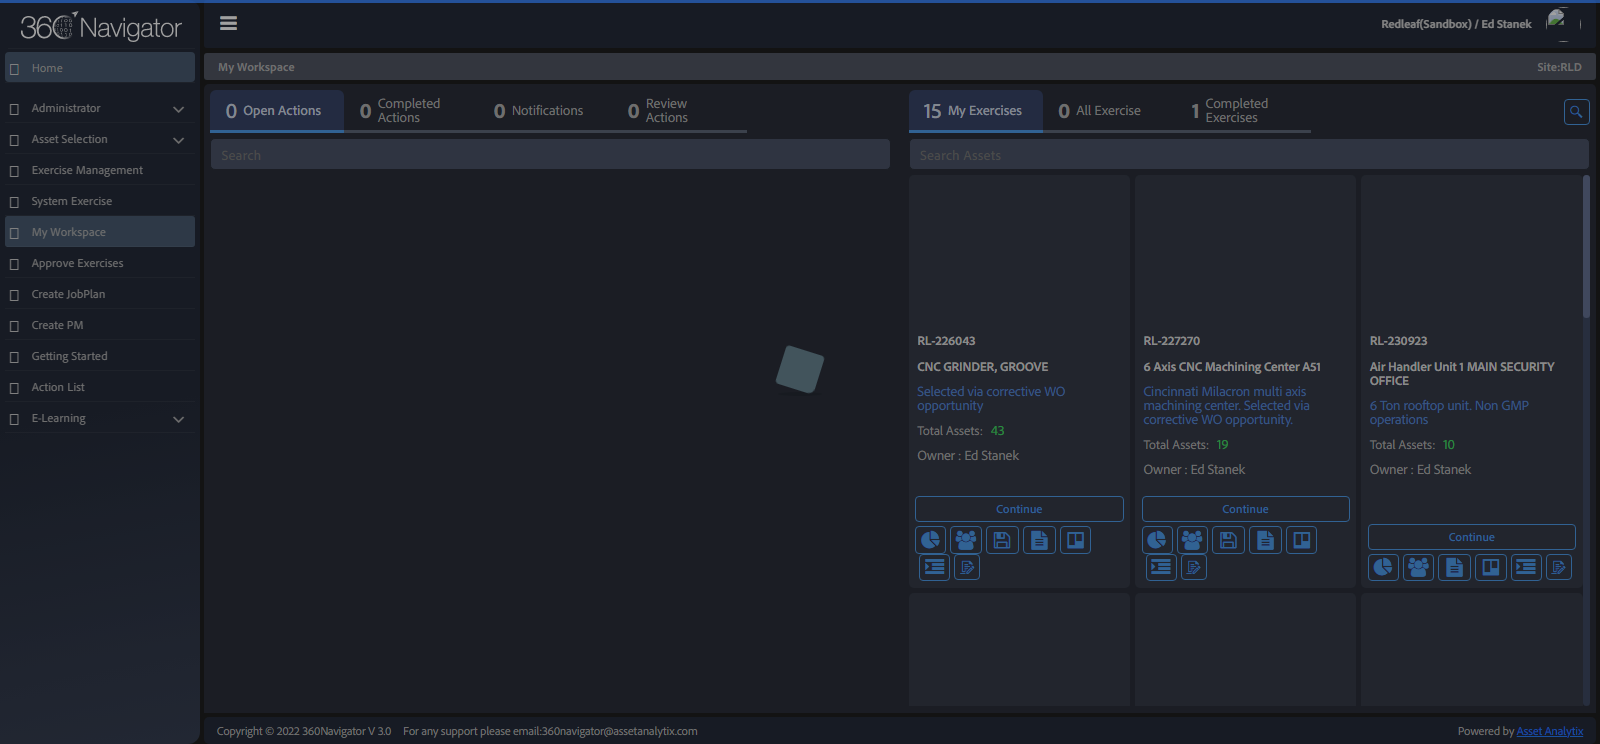 360 Navigator
Redleaf(Sandbox) / Ed Stanek
Home
Administrator
Asset Selection
Exercise Management
System Exercise
My Workspace
Approve Exercises
Create JobPlan
Create PM
Getting Started
Action List
E-Learning
My Workspace
Site:RLD
0 Open Actions
0 Completed Actions
0 Notifications
0 Review Actions
Search
15 My Exercises
0 All Exercise
1 Completed Exercises
Search Assets
RL-226043
CNC GRINDER, GROOVE
Selected via corrective WO
opportunity
Total Assets: 43
Owner : Ed Stanek
Continue
RL-227270
6 Axis CNC Machining Center A51
Cincinnati Milacron multi axis
machining center. Selected via
corrective WO opportunity.
Total Assets: 19
Owner : Ed Stanek
Continue
RL-230923
Air Handler Unit 1 MAIN SECURITY
OFFICE
6 Ton rooftop unit. Non GMP
operations
Total Assets: 10
Owner : Ed Stanek
Continue
Copyright © 2022 360Navigator V 3.0 For any support please email:360navigator@assetanalytix.com
Powered by Asset Analytix